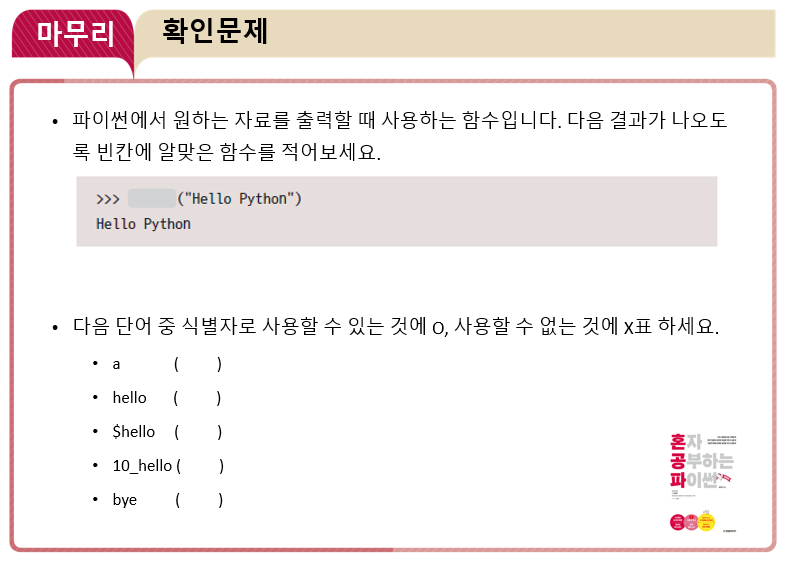 마무리
확인문제
• 파이썬에서 원하는 자료를 출력할 때 사용하는 함수입니다. 다음 결과가 나오도
록 빈칸에 알맞은 함수를 적어보세요.
>>> ("Hello Python")
Hello Python
• 다음 단어 중 식별자로 사용할 수 있는 것에 O, 사용할 수 없는 것에 X표 하세요.
• a ( )
• hello ( )
• $hello ( )
• 10_hello ( )
• bye ( )
혼자
공부하는
파이썬